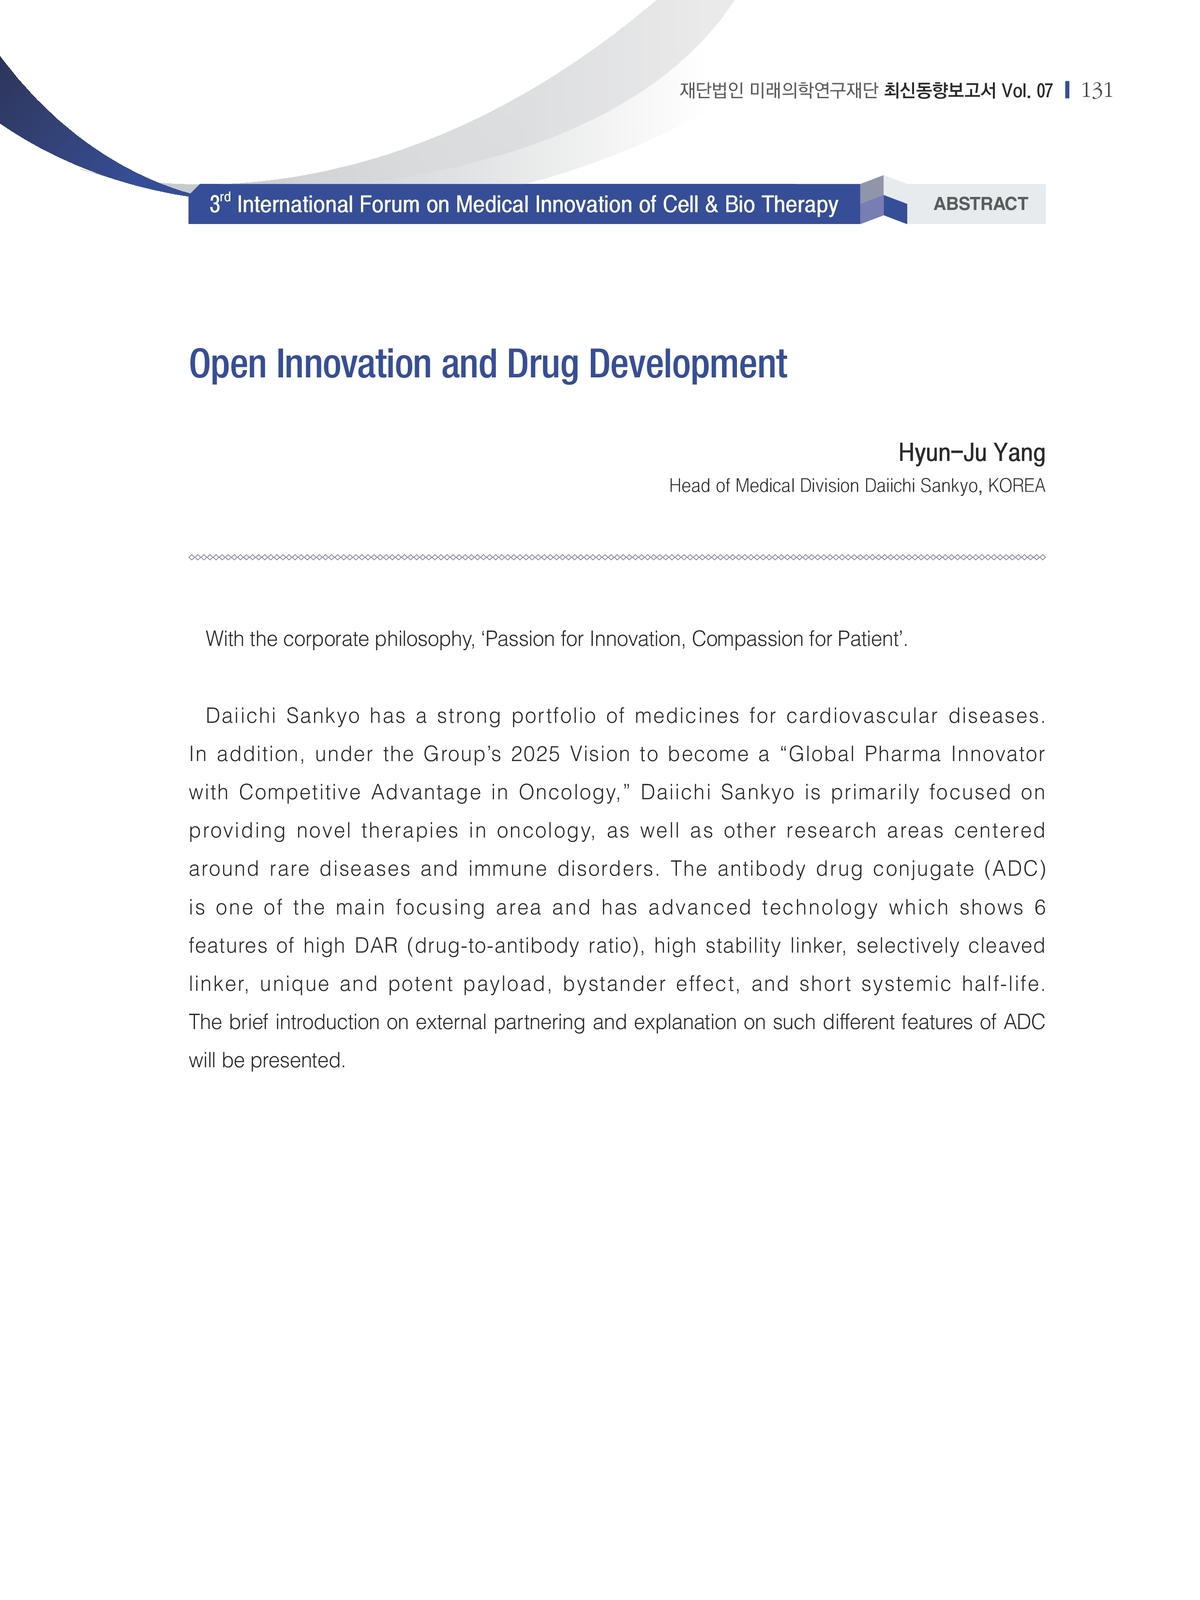 재단법인 미래의학연구재단 최신동향보고서 Vol. 07 131
3rd International Forum on Medical Innovation of Cell & Bio Therapy ABSTRACT
Open Innovation and Drug Development
Hyun-Ju Yang
Head of Medical Division Daiichi Sankyo, KOREA
With the corporate philosophy, ‘Passion for Innovation, Compassion for Patient’.
Daiichi Sankyo has a strong portfolio of medicines for cardiovascular diseases.
In addition, under the Group’s 2025 Vision to become a “Global Pharma Innovator
with Competitive Advantage in Oncology,” Daiichi Sankyo is primarily focused on
providing novel therapies in oncology, as well as other research areas centered
around rare diseases and immune disorders. The antibody drug conjugate (ADC)
is one of the main focusing area and has advanced technology which shows 6
features of high DAR (drug-to-antibody ratio), high stability linker, selectively cleaved
linker, unique and potent payload, bystander effect, and short systemic half-life.
The brief introduction on external partnering and explanation on such different features of ADC
will be presented.